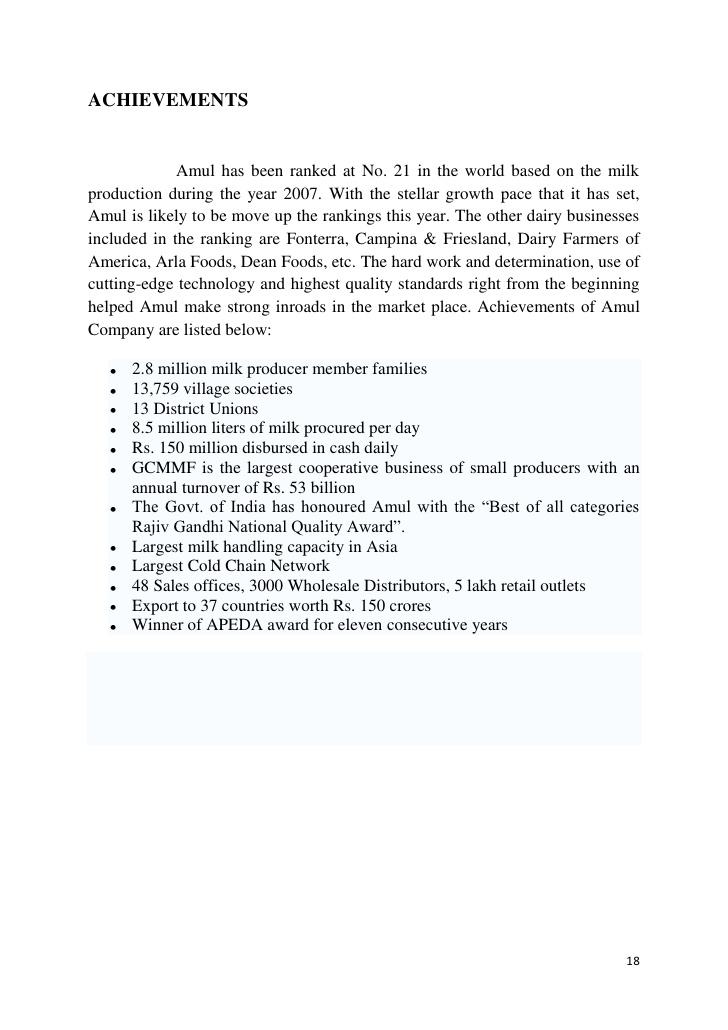 ACHIEVEMENTS
Amul has been ranked at No. 21 in the world based on the milk
production during the year 2007. With the stellar growth pace that it has set,
Amul is likely to be move up the rankings this year. The other dairy businesses
included in the ranking are Fonterra, Campina & Friesland, Dairy Farmers of
America, Arla Foods, Dean Foods, etc. The hard work and determination, use of
cutting-edge technology and highest quality standards right from the beginning
helped Amul make strong inroads in the market place. Achievements of Amul
Company are listed below:
• 2.8 million milk producer member families
• 13,759 village societies
• 13 District Unions
• 8.5 million liters of milk procured per day
• Rs. 150 million disbursed in cash daily
• GCMMF is the largest cooperative business of small producers with an
annual turnover of Rs. 53 billion
• The Govt. of India has honoured Amul with the “Best of all categories
Rajiv Gandhi National Quality Award”.
• Largest milk handling capacity in Asia
• Largest Cold Chain Network
• 48 Sales offices, 3000 Wholesale Distributors, 5 lakh retail outlets
• Export to 37 countries worth Rs. 150 crores
• Winner of APEDA award for eleven consecutive years
18